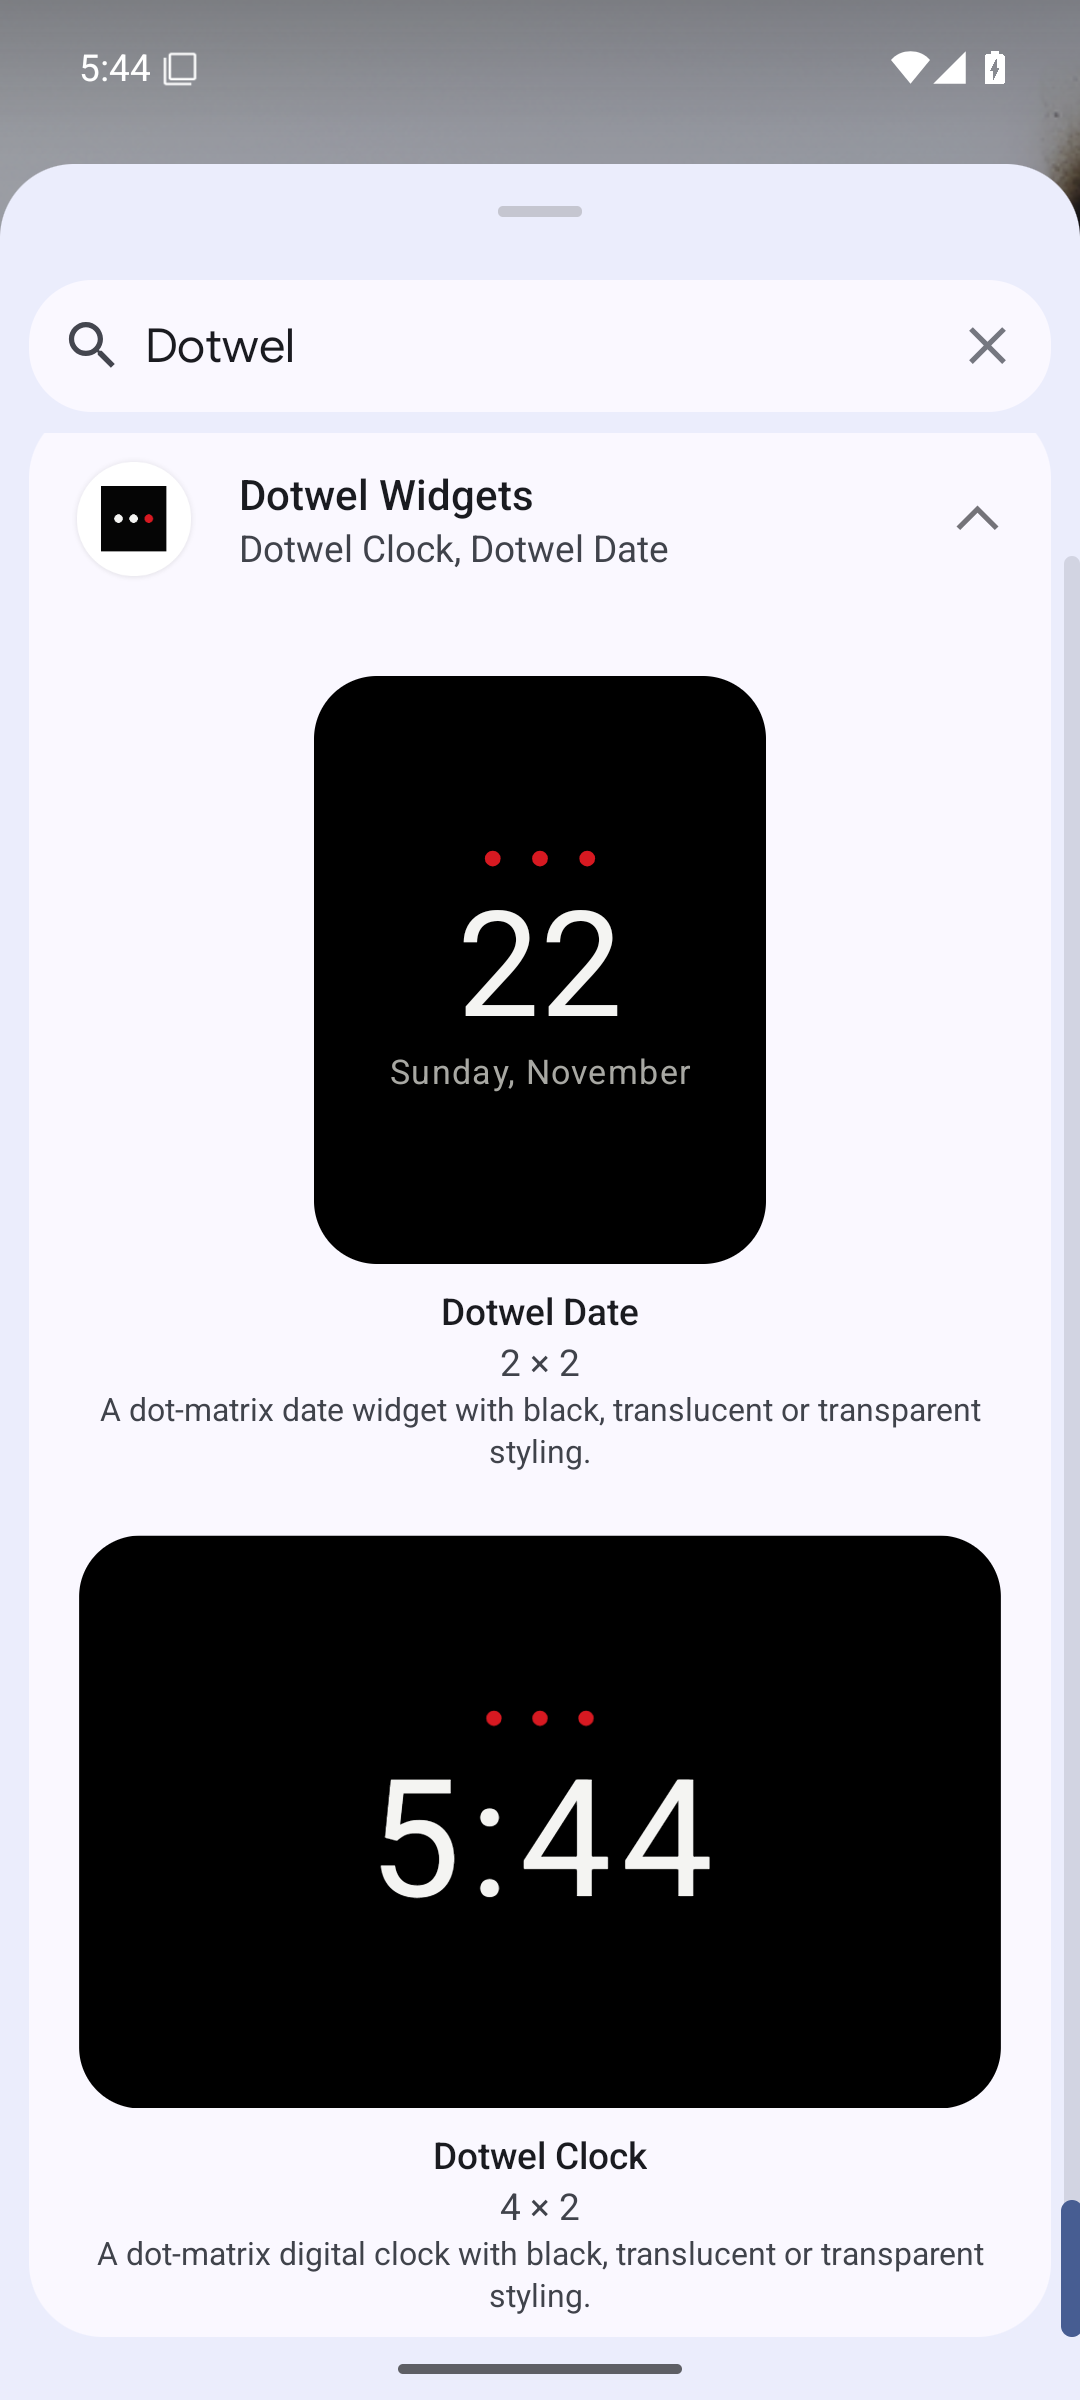 5:44
Dotwel
Dotwel Widgets
Dotwel Clock, Dotwel Date
22
Sunday, November
Dotwel Date
2 × 2
A dot-matrix date widget with black, translucent or transparent
styling.
5:44
Dotwel Clock
4 × 2
A dot-matrix digital clock with black, translucent or transparent
styling.